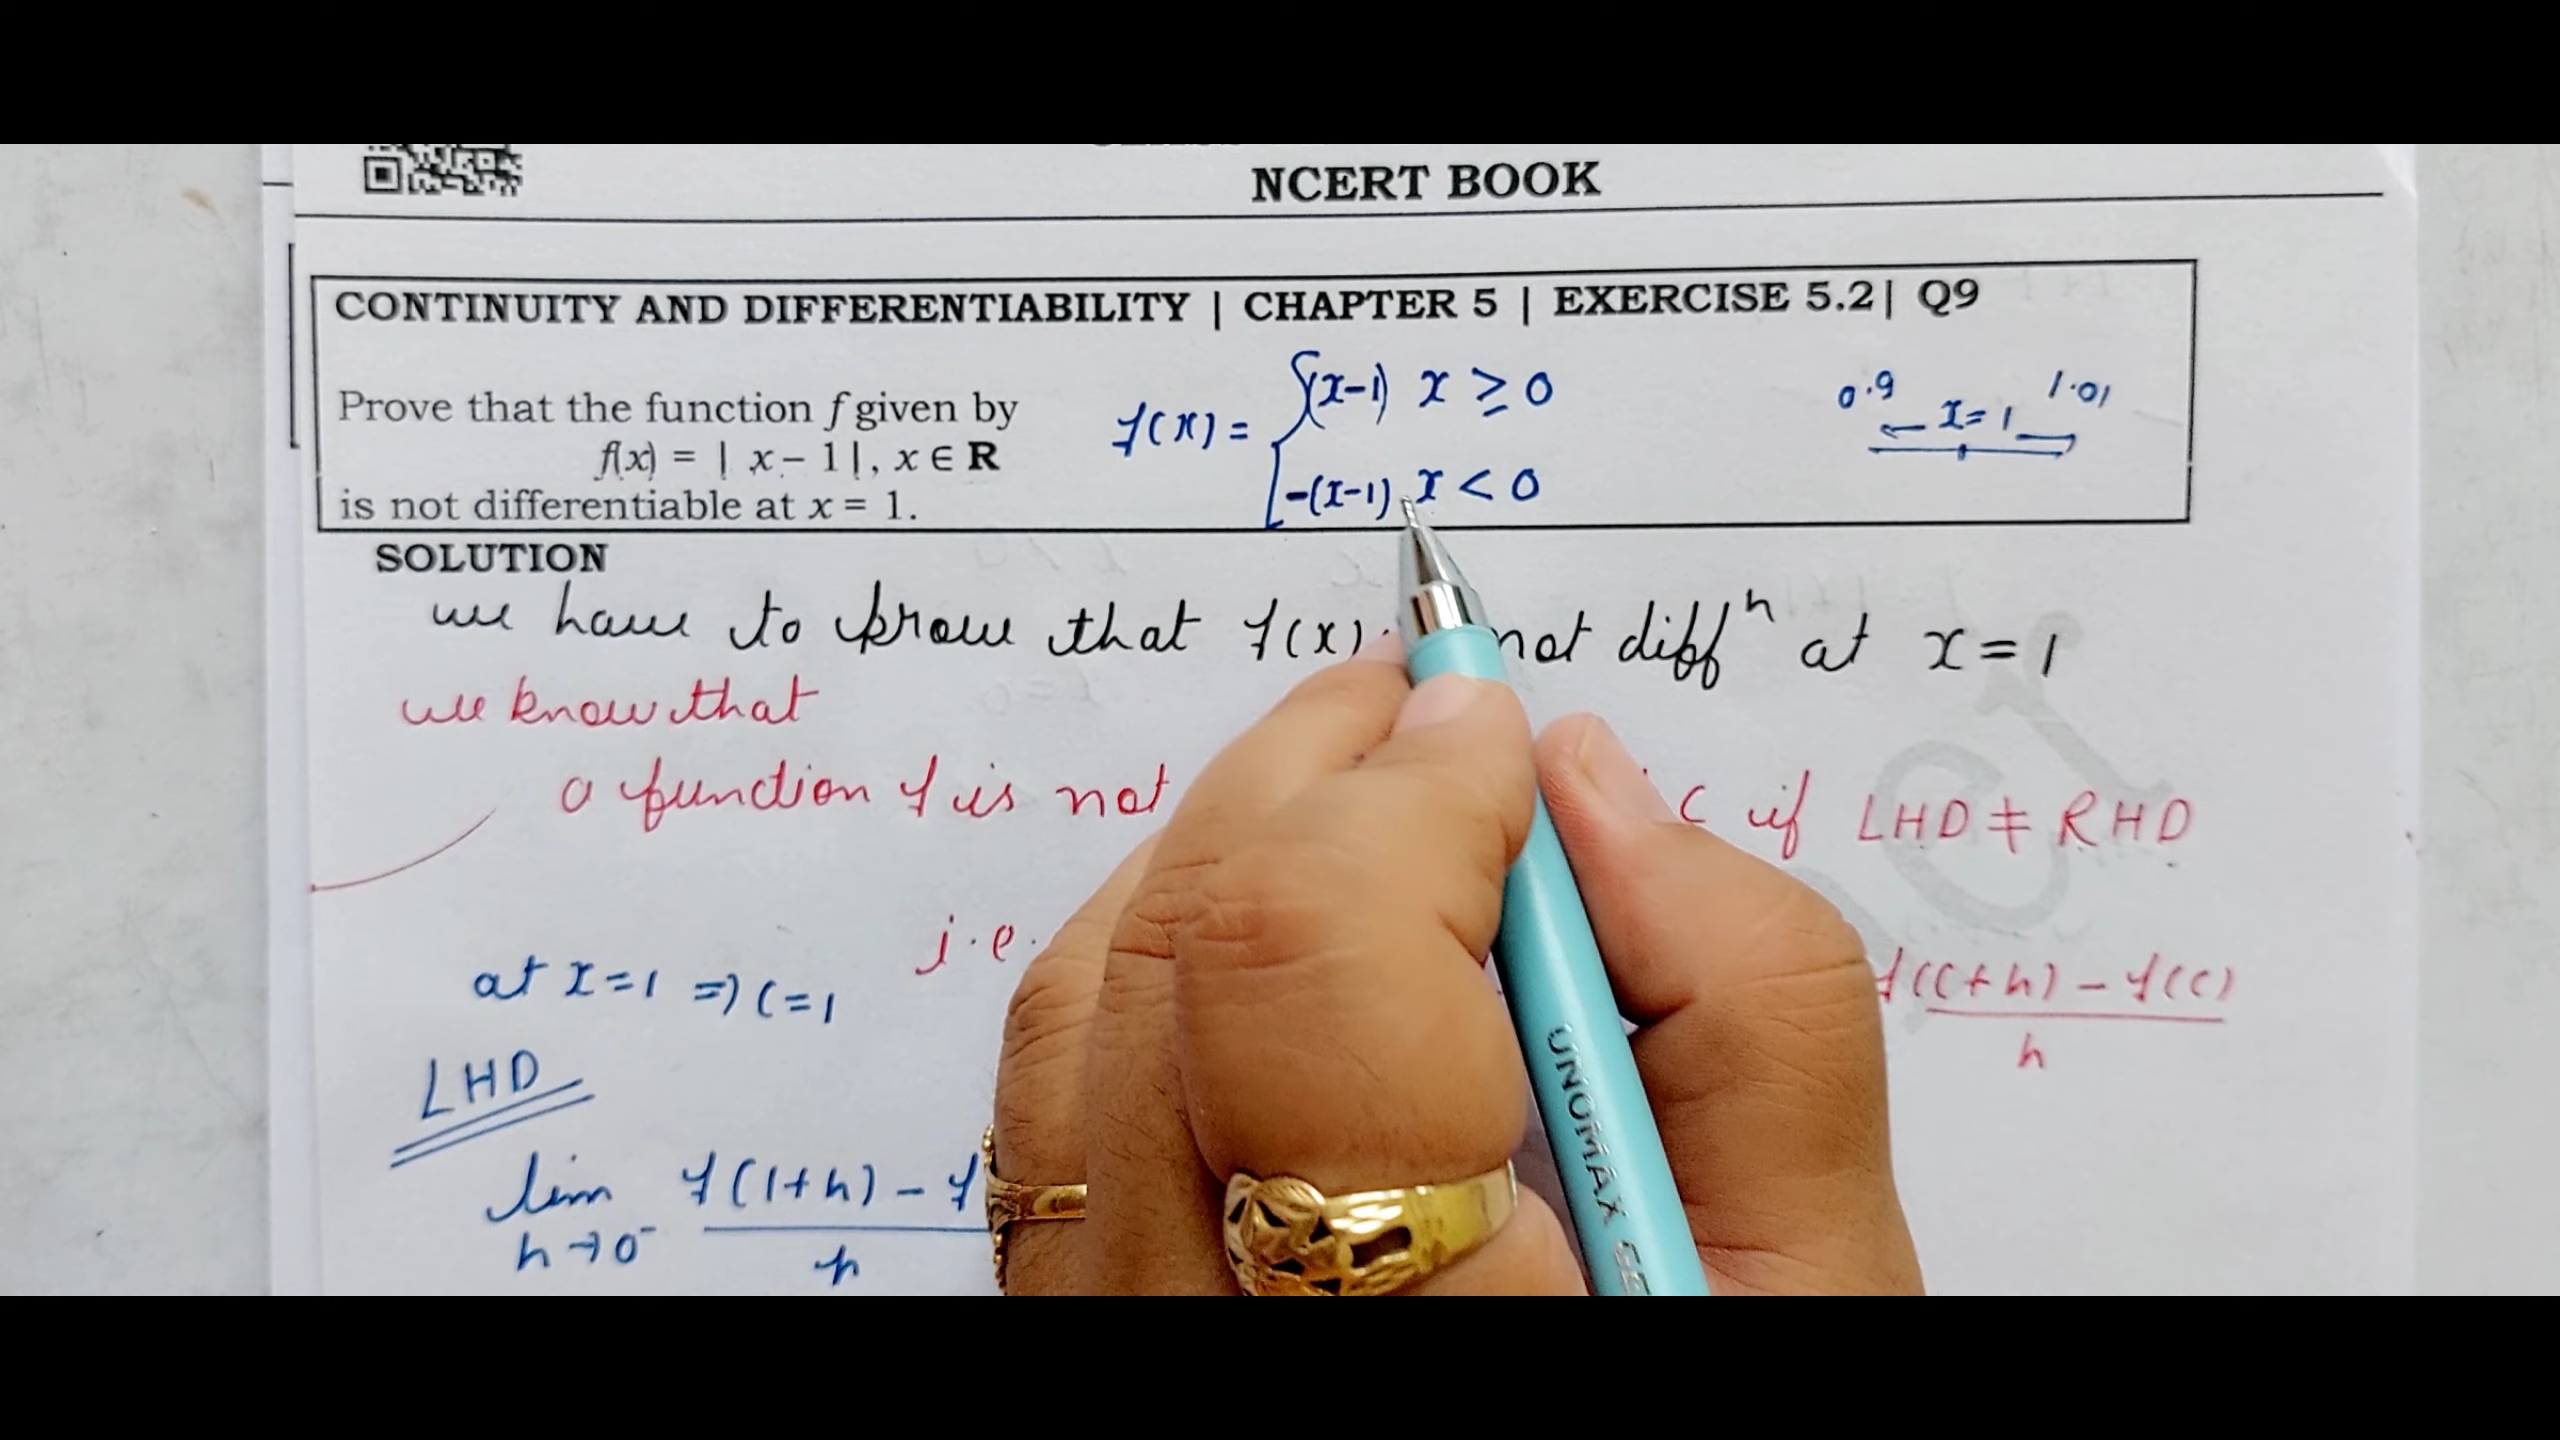 NCERT BOOK
CONTINUITY AND DIFFERENTIABILITY | CHAPTER 5 | EXERCISE 5.2| Q9
Prove that the function f given by
f(x) = | x – 1|, x ∈ R
is not differentiable at x = 1.
f(x) = { (x-1) x ≥ 0
-(x-1) x < 0
0.9 ← x=1 → 1.01
SOLUTION
we have to prove that f(x) not diffⁿ at x = 1
we know that
a function f is not c if LHD ≠ RHD
i.e.
f(c+h) - f(c)
h
at x=1 => c=1
LHD
lim f(1+h) - f
h→0⁻ h
UNOMAX